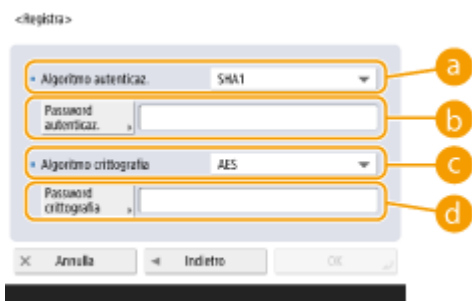 <Registra>
Algoritmo autenticaz. SHA1
a
Password
autenticaz.
b
Algoritmo crittografia AES
c
Password
crittografia
d
Annulla Indietro OK